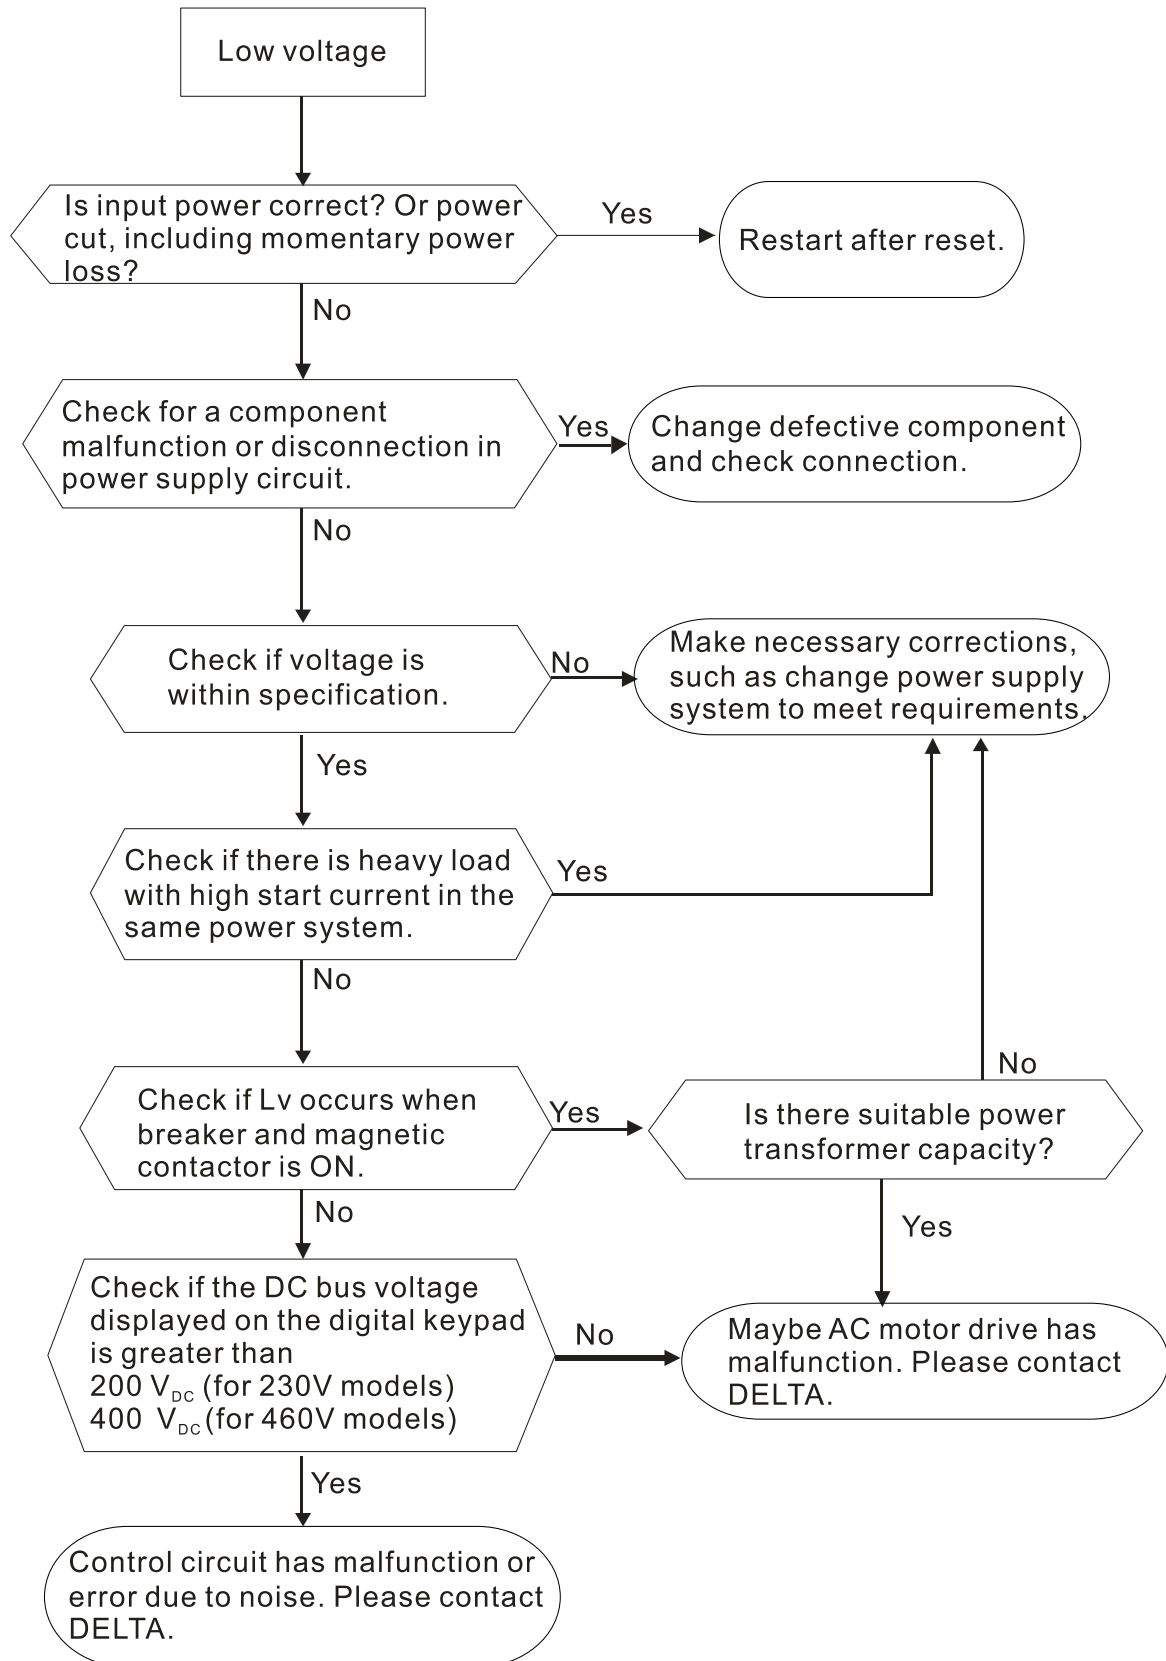 Low voltage
Is input power correct? Or power
cut, including momentary power
loss?
Yes
Restart after reset.
No
Check for a component
malfunction or disconnection in
power supply circuit.
Yes
Change defective component
and check connection.
No
Check if voltage is
within specification.
No
Make necessary corrections,
such as change power supply
system to meet requirements.
Yes
Check if there is heavy load
with high start current in the
same power system.
Yes
No
Check if Lv occurs when
breaker and magnetic
contactor is ON.
Yes
Is there suitable power
transformer capacity?
No
Yes
No
Check if the DC bus voltage
displayed on the digital keypad
is greater than
200 VDC (for 230V models)
400 VDC (for 460V models)
No
Maybe AC motor drive has
malfunction. Please contact
DELTA.
Yes
Control circuit has malfunction or
error due to noise. Please contact
DELTA.